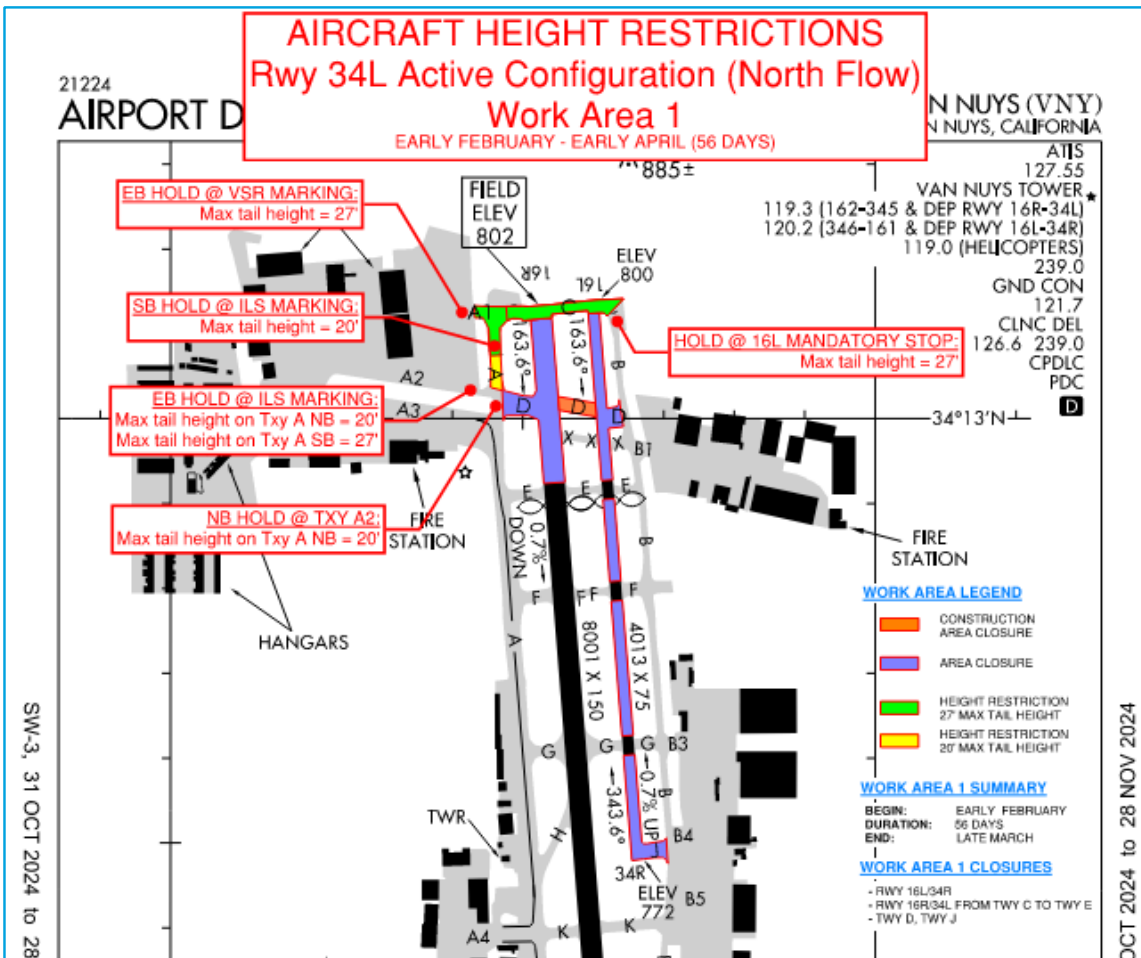 AIRCRAFT HEIGHT RESTRICTIONS
Rwy 34L Active Configuration (North Flow)
Work Area 1
EARLY FEBRUARY - EARLY APRIL (56 DAYS)
21224
AIRPORT D
N NUYS (VNY)
N NUYS, CALIFORNIA
885±
ATIS
127.55
VAN NUYS TOWER
119.3 (162-345 & DEP RWY 16R-34L)
120.2 (346-161 & DEP RWY 16L-34R)
119.0 (HELICOPTERS)
239.0
GND CON
121.7
CLNC DEL
126.6 239.0
CPDLC
PDC
D
EB HOLD @ VSR MARKING:
Max tail height = 27'
FIELD
ELEV
802
16R
16L
ELEV
800
SB HOLD @ ILS MARKING:
Max tail height = 20'
HOLD @ 16L MANDATORY STOP:
Max tail height = 27'
A1
C
163.6°
163.6°
B
A
A2
A3
EB HOLD @ ILS MARKING:
Max tail height on Txy A NB = 20'
Max tail height on Txy A SB = 27'
D
D
D
34°13'N
X
X
X
B1
E
E
E
NB HOLD @ TXY A2:
Max tail height on Txy A NB = 20'
FIRE
STATION
FIRE
STATION
DOWN
0.7%
B
F
F
F
F
HANGARS
A
8001 X 150
4013 X 75
WORK AREA LEGEND
CONSTRUCTION
AREA CLOSURE
AREA CLOSURE
HEIGHT RESTRICTION
27' MAX TAIL HEIGHT
HEIGHT RESTRICTION
20' MAX TAIL HEIGHT
G
G
G
B3
343.6°
0.7% UP
B
WORK AREA 1 SUMMARY
BEGIN: EARLY FEBRUARY
DURATION: 56 DAYS
END: LATE MARCH
TWR
H
B4
WORK AREA 1 CLOSURES
- RWY 16L/34R
- RWY 16R/34L FROM TWY C TO TWY E
- TWY D, TWY J
34R
ELEV
772
B5
A4
K
K
SW-3, 31 OCT 2024 to 28
OCT 2024 to 28 NOV 2024